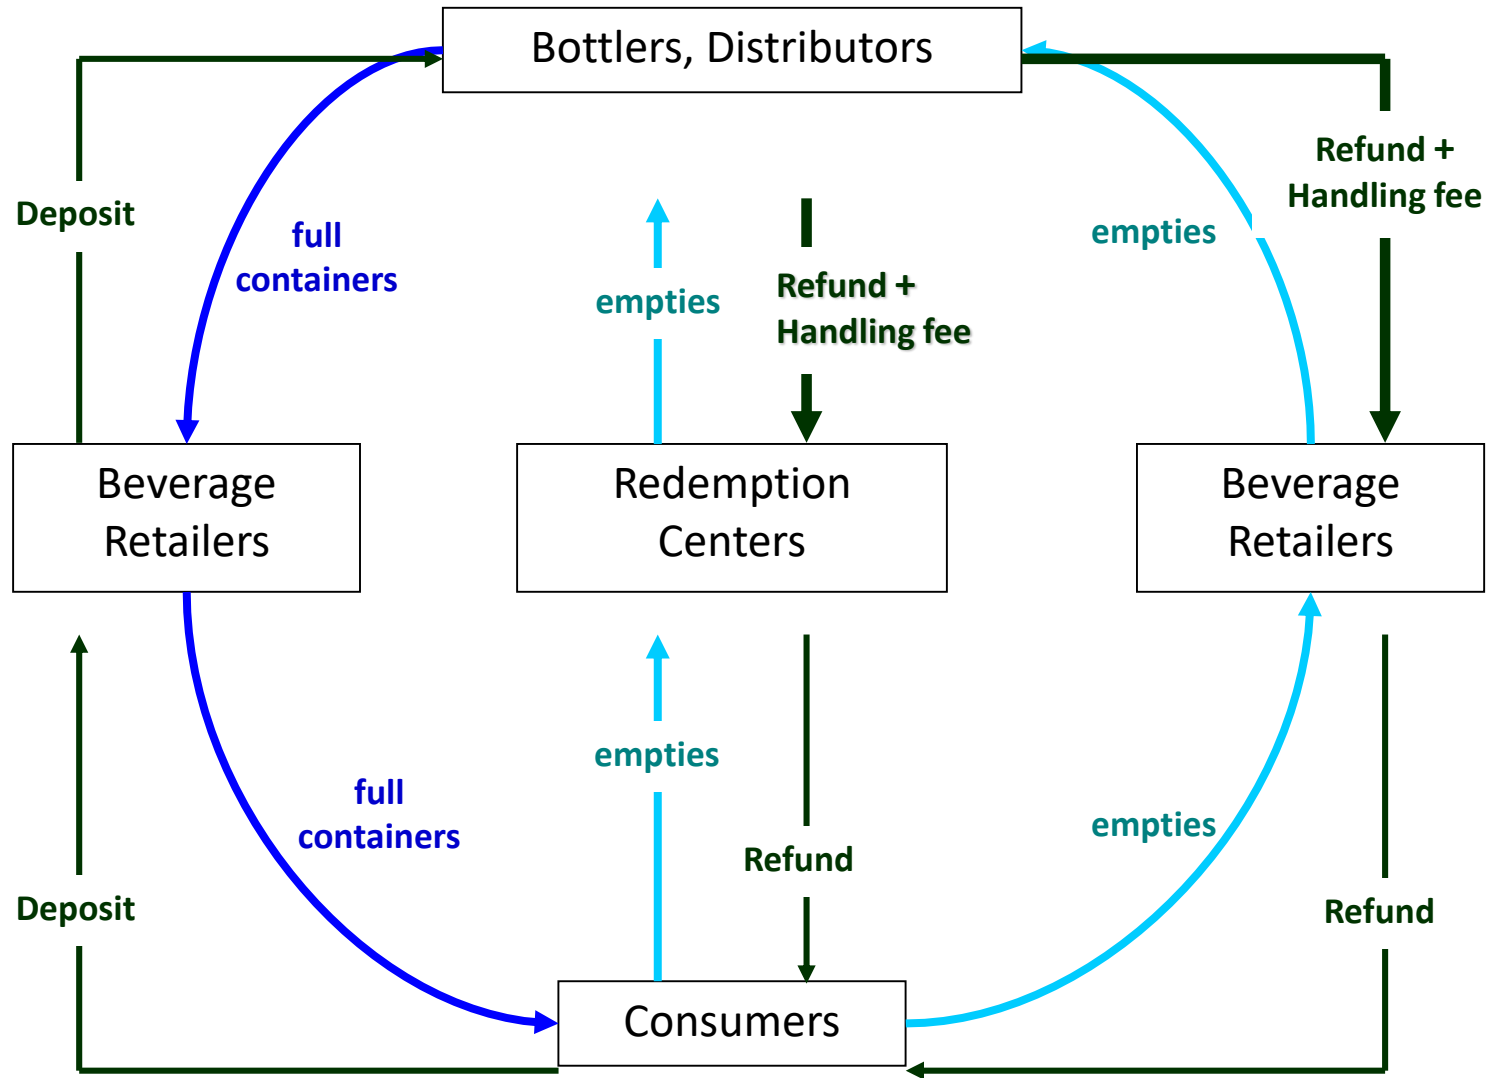 Bottlers, Distributors
Refund +
Handling fee
Deposit
full
containers
empties
empties
Refund +
Handling fee
Beverage
Retailers
Redemption
Centers
Beverage
Retailers
empties
full
containers
empties
Refund
Deposit
Refund
Consumers